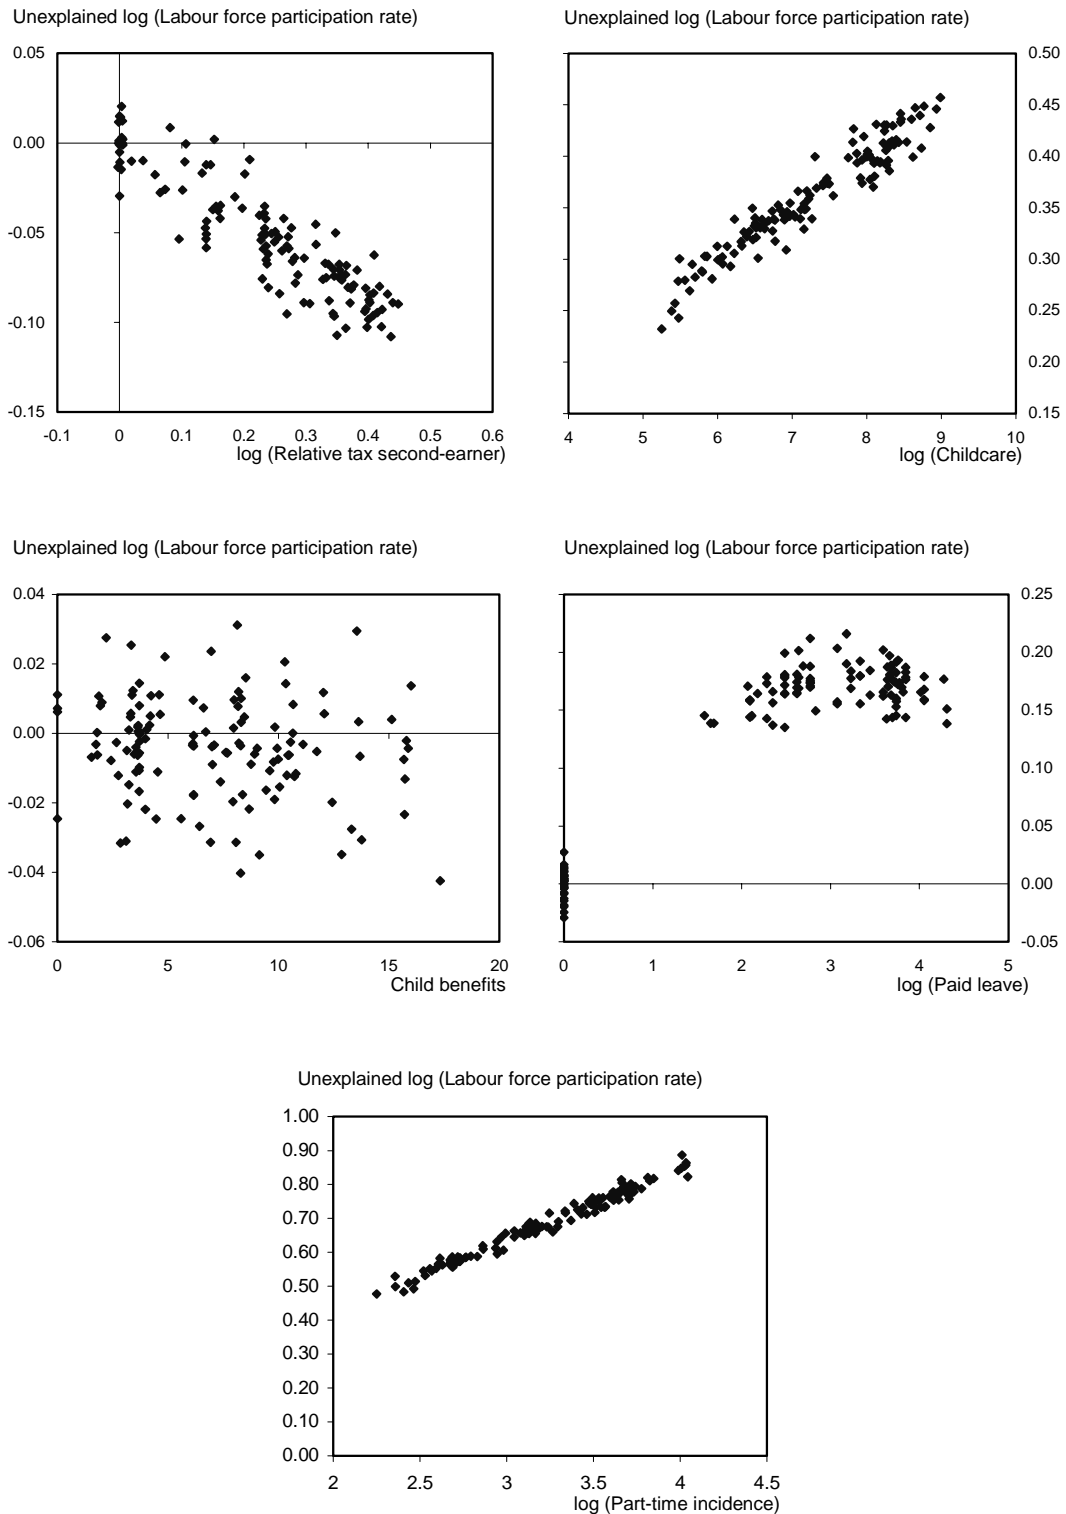 Unexplained log (Labour force participation rate)
0.05
0.00
-0.05
-0.10
-0.15
-0.1 0 0.1 0.2 0.3 0.4 0.5 0.6
log (Relative tax second-earner)
Unexplained log (Labour force participation rate)
0.50
0.45
0.40
0.35
0.30
0.25
0.20
0.15
4 5 6 7 8 9 10
log (Childcare)
Unexplained log (Labour force participation rate)
0.04
0.02
0.00
-0.02
-0.04
-0.06
0 5 10 15 20
Child benefits
Unexplained log (Labour force participation rate)
0.25
0.20
0.15
0.10
0.05
0.00
-0.05
0 1 2 3 4 5
log (Paid leave)
Unexplained log (Labour force participation rate)
1.00
0.90
0.80
0.70
0.60
0.50
0.40
0.30
0.20
0.10
0.00
2 2.5 3 3.5 4 4.5
log (Part-time incidence)